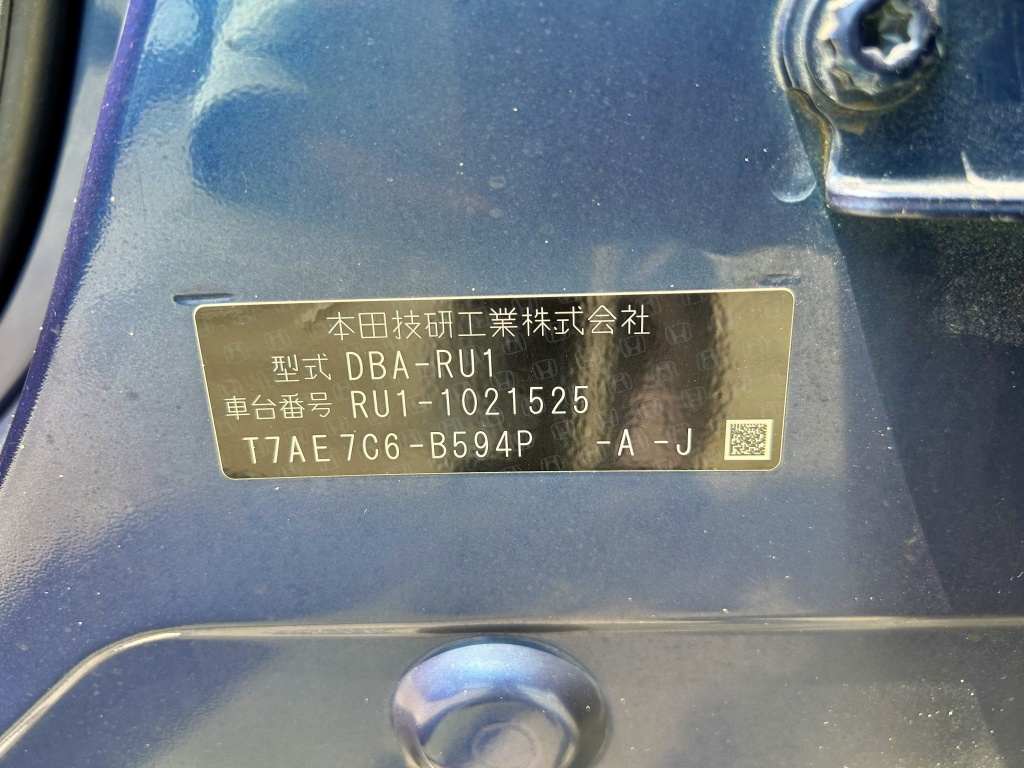 本田技研工業株式会社
型式 DBA-RU1
車台番号 RU1-1021525
T7AE7C6-B594P -A -J